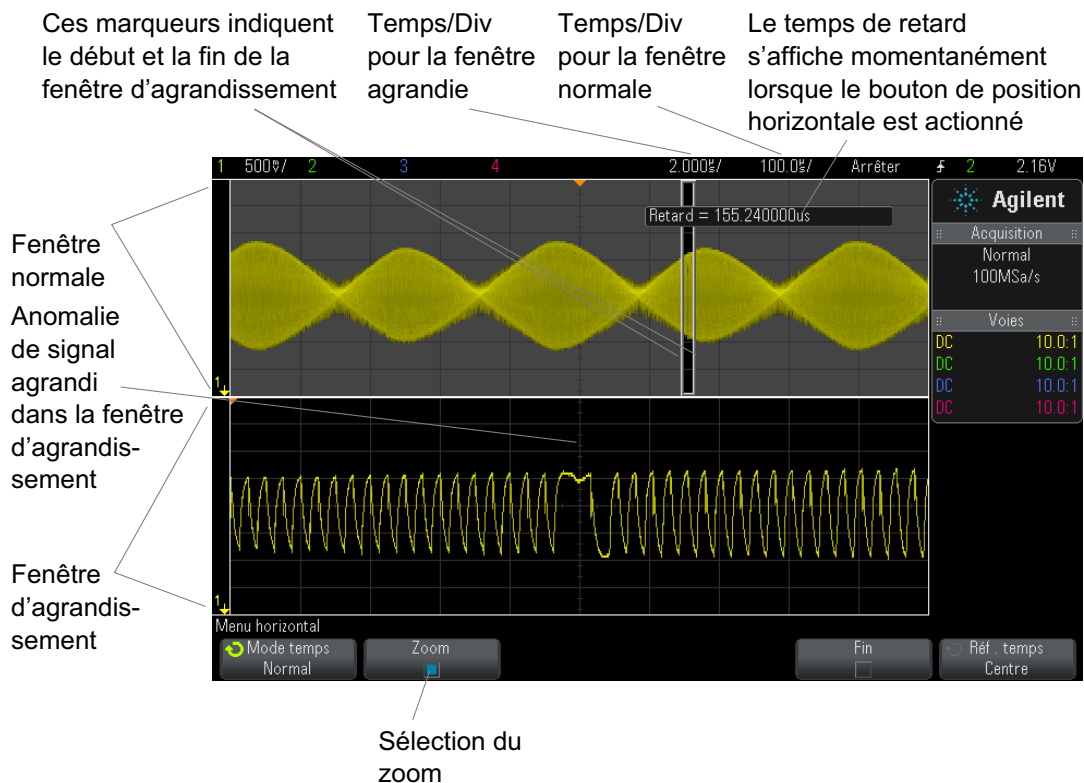 Ces marqueurs indiquent
le début et la fin de la
fenêtre d'agrandissement
Temps/Div
pour la fenêtre
agrandie
Temps/Div
pour la fenêtre
normale
Le temps de retard
s'affiche momentanément
lorsque le bouton de position
horizontale est actionné
1 500♥/ 2 3 4 2.000µs/ 100.0µs/ Arrêter 2 2.16V
Retard = 155.240000us
Agilent
Acquisition
Normal
100MSa/s
Voies
DC 10.0:1
DC 10.0:1
DC 10.0:1
DC 10.0:1
Fenêtre
normale
Anomalie
de signal
agrandi
dans la fenêtre
d'agrandis-
sement
Fenêtre
d'agrandis-
sement
1
1
Menu horizontal
Mode temps
Normal
Zoom
Fin
Réf . temps
Centre
Sélection du
zoom